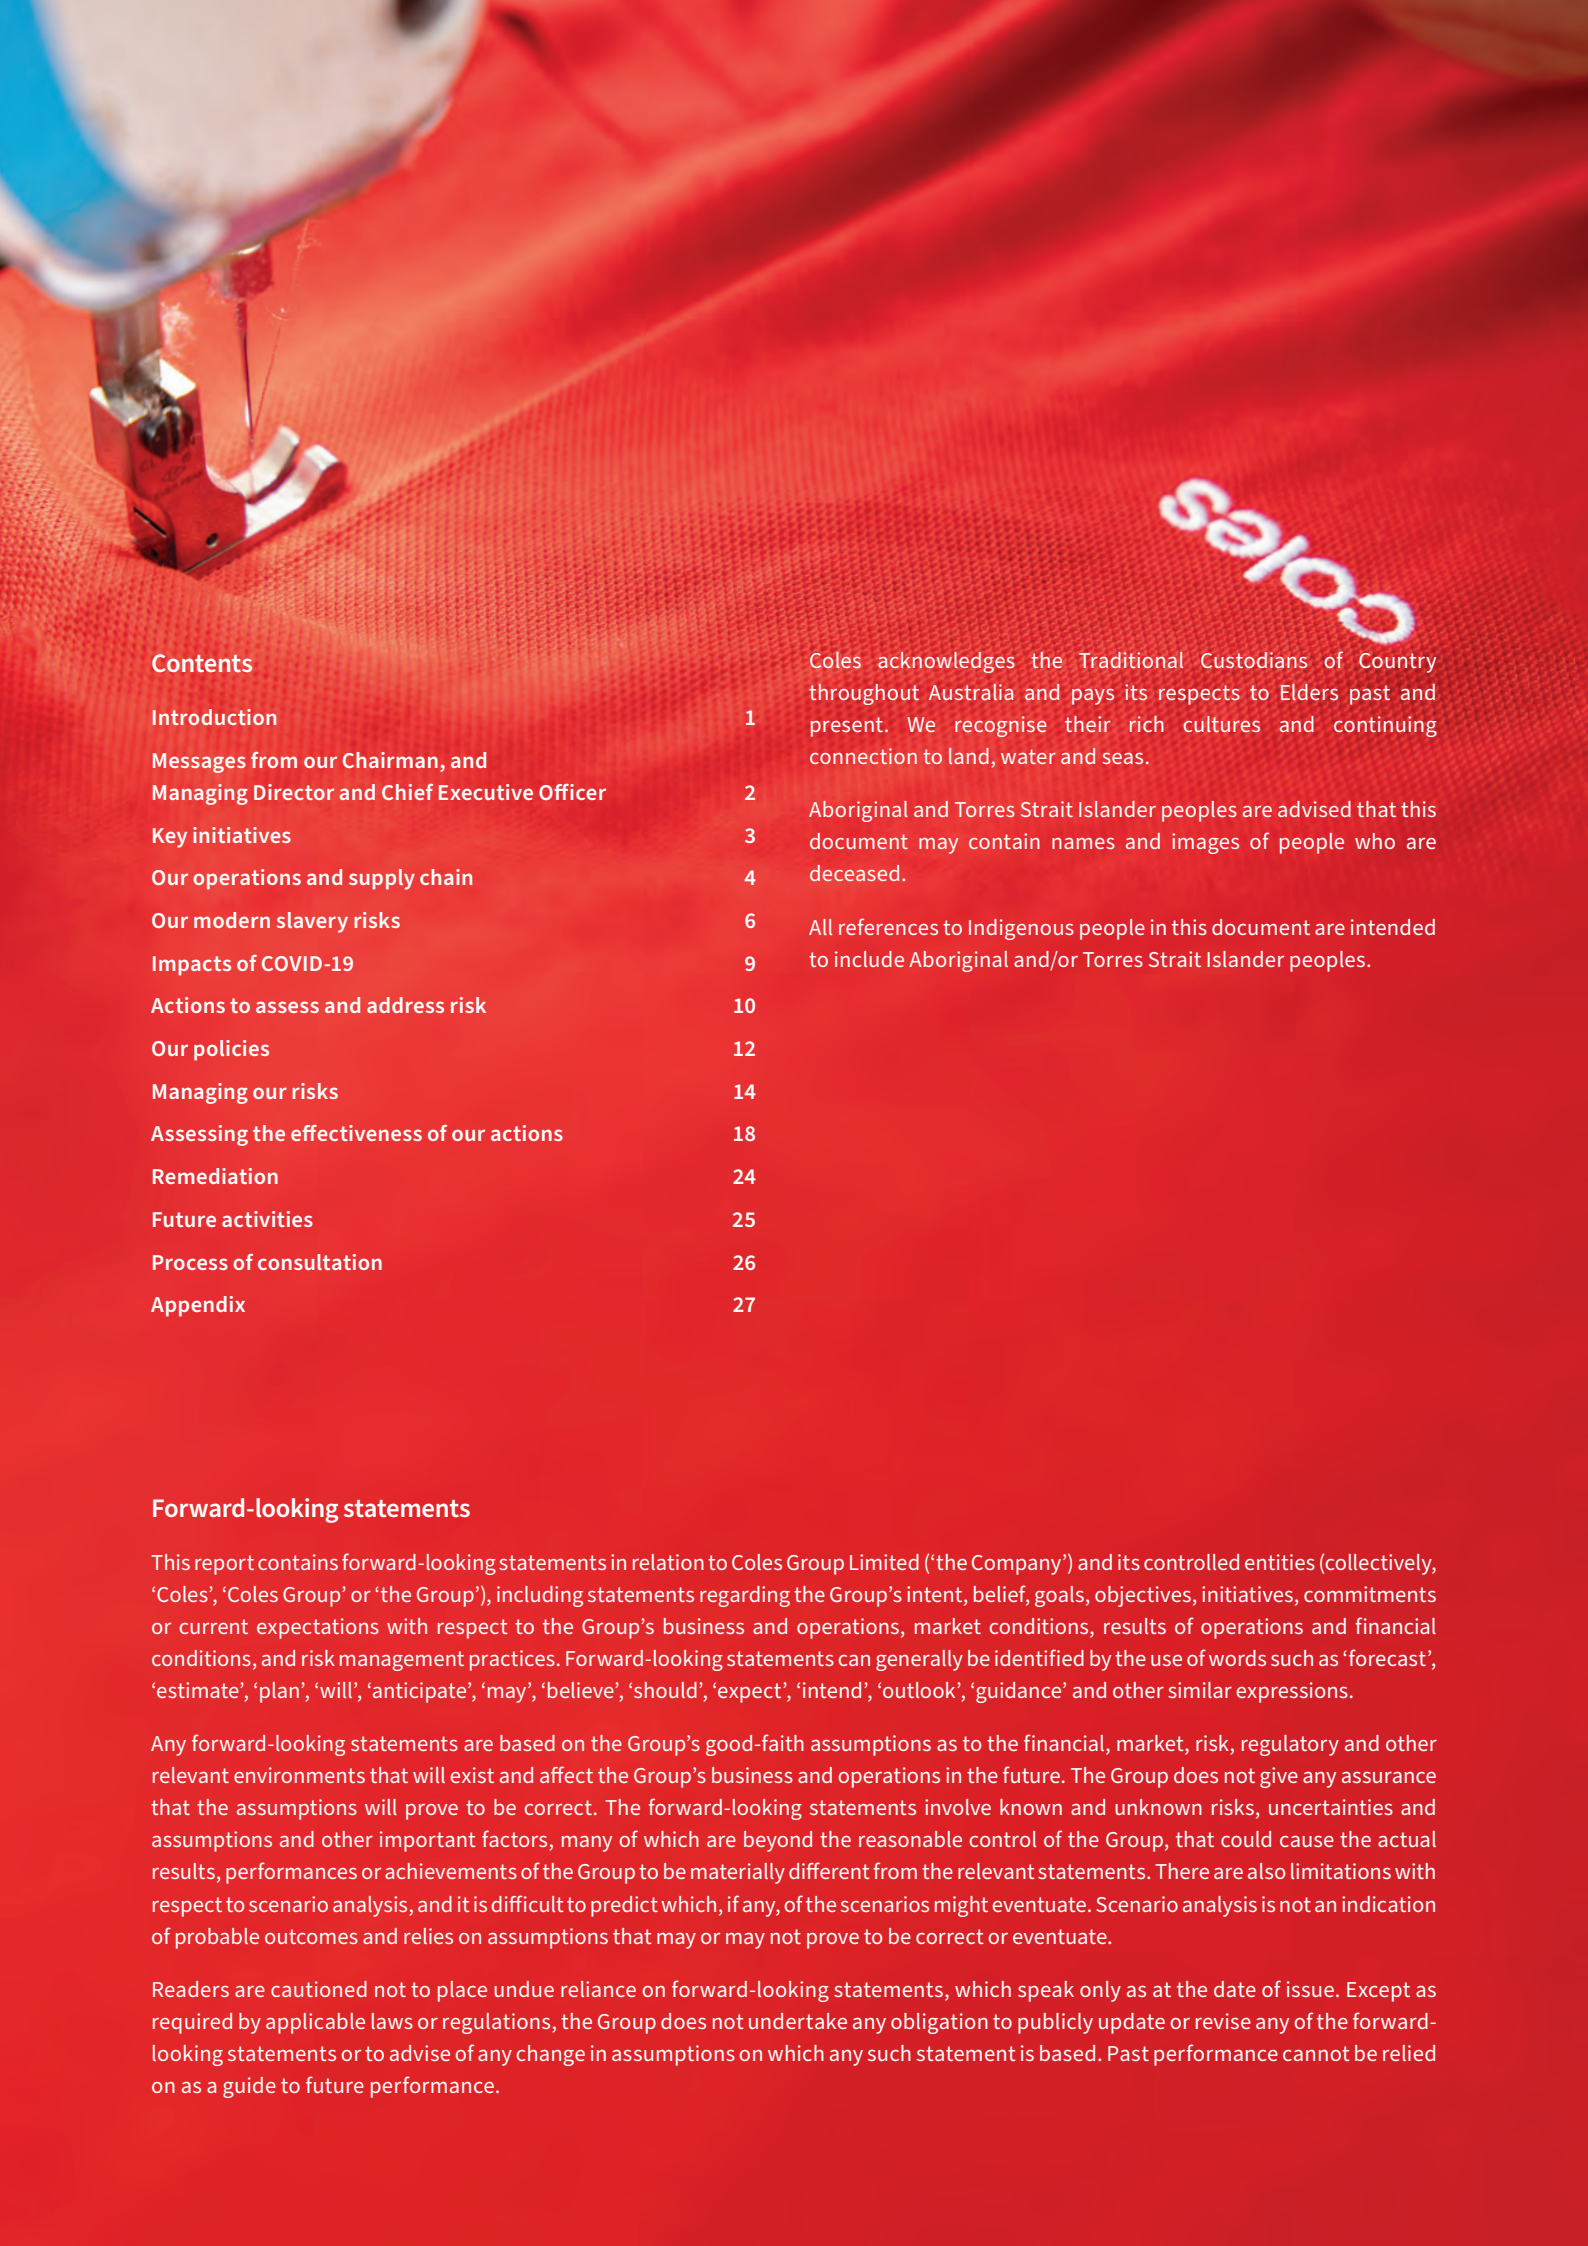 Coles
Contents
Introduction 1
Messages from our Chairman, and
Managing Director and Chief Executive Officer 2
Key initiatives 3
Our operations and supply chain 4
Our modern slavery risks 6
Impacts of COVID-19 9
Actions to assess and address risk 10
Our policies 12
Managing our risks 14
Assessing the effectiveness of our actions 18
Remediation 24
Future activities 25
Process of consultation 26
Appendix 27
Coles acknowledges the Traditional Custodians of Country
throughout Australia and pays its respects to Elders past and
present. We recognise their rich cultures and continuing
connection to land, water and seas.
Aboriginal and Torres Strait Islander peoples are advised that this
document may contain names and images of people who are
deceased.
All references to Indigenous people in this document are intended
to include Aboriginal and/or Torres Strait Islander peoples.
Forward-looking statements
This report contains forward-looking statements in relation to Coles Group Limited (‘the Company’) and its controlled entities (collectively,
‘Coles’, ‘Coles Group’ or ‘the Group’), including statements regarding the Group’s intent, belief, goals, objectives, initiatives, commitments
or current expectations with respect to the Group’s business and operations, market conditions, results of operations and financial
conditions, and risk management practices. Forward-looking statements can generally be identified by the use of words such as ‘forecast’,
‘estimate’, ‘plan’, ‘will’, ‘anticipate’, ‘may’, ‘believe’, ‘should’, ‘expect’, ‘intend’, ‘outlook’, ‘guidance’ and other similar expressions.
Any forward-looking statements are based on the Group’s good-faith assumptions as to the financial, market, risk, regulatory and other
relevant environments that will exist and affect the Group’s business and operations in the future. The Group does not give any assurance
that the assumptions will prove to be correct. The forward-looking statements involve known and unknown risks, uncertainties and
assumptions and other important factors, many of which are beyond the reasonable control of the Group, that could cause the actual
results, performances or achievements of the Group to be materially different from the relevant statements. There are also limitations with
respect to scenario analysis, and it is difficult to predict which, if any, of the scenarios might eventuate. Scenario analysis is not an indication
of probable outcomes and relies on assumptions that may or may not prove to be correct or eventuate.
Readers are cautioned not to place undue reliance on forward-looking statements, which speak only as at the date of issue. Except as
required by applicable laws or regulations, the Group does not undertake any obligation to publicly update or revise any of the forward-
looking statements or to advise of any change in assumptions on which any such statement is based. Past performance cannot be relied
on as a guide to future performance.